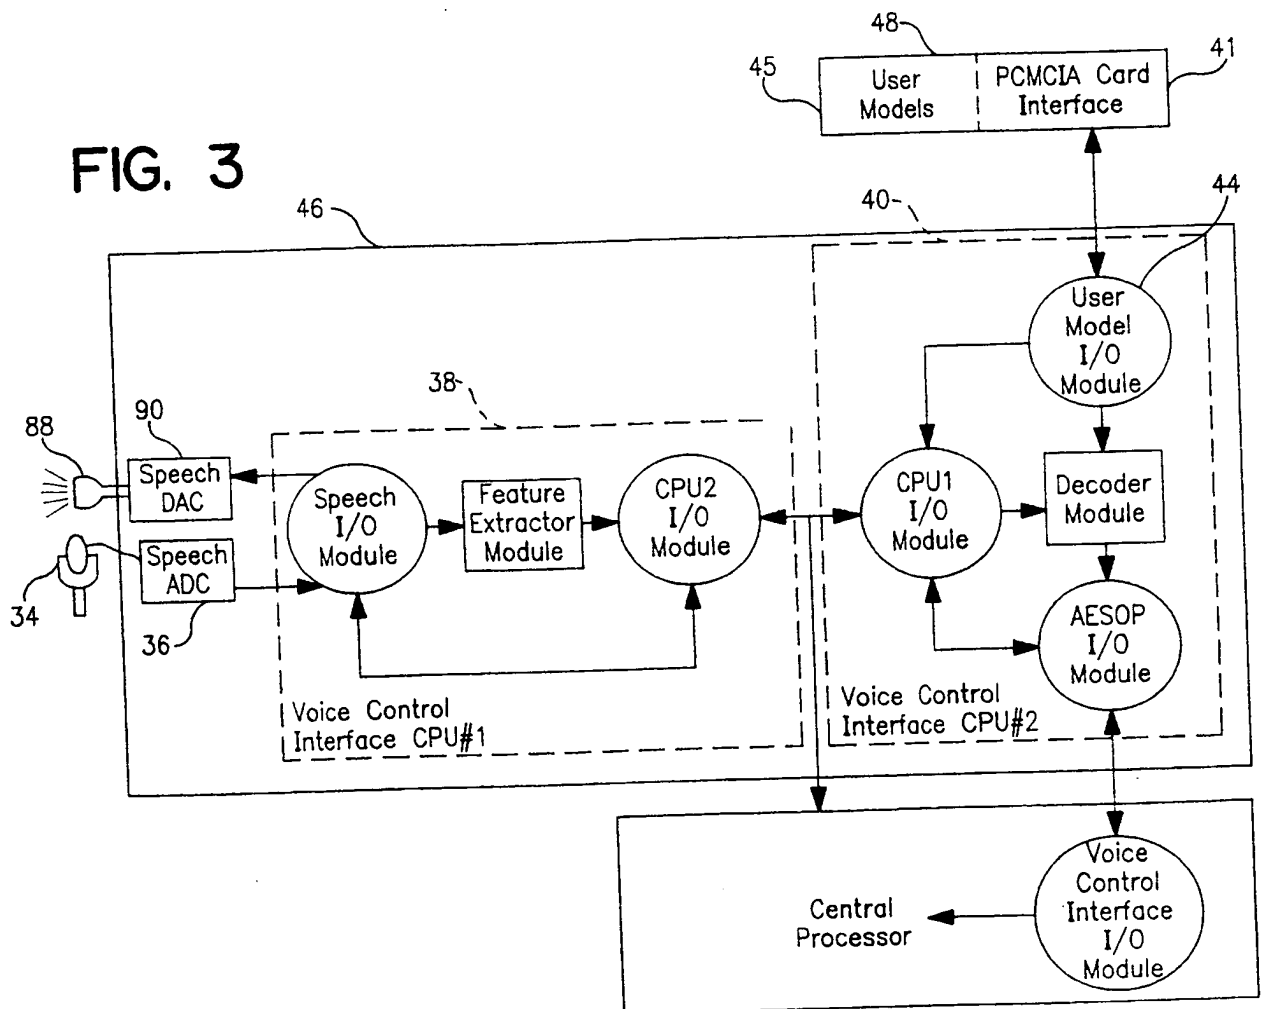 48
45
41
User
Models
PCMCIA Card
Interface
FIG. 3
46
40
44
User
Model
I/O
Module
38
90
88
Speech
DAC
Speech
I/O
Module
Feature
Extractor
Module
CPU2
I/O
Module
CPU1
I/O
Module
Decoder
Module
34
Speech
ADC
36
AESOP
I/O
Module
Voice Control
Interface CPU#1
Voice Control
Interface CPU#2
Central
Processor
Voice
Control
Interface
I/O
Module